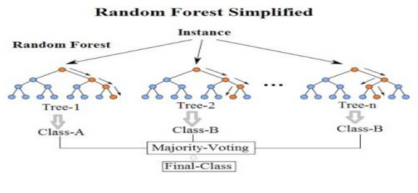 Random Forest Simplified
Instance
Random Forest
Tree-1 Tree-2 ... Tree-n
Class-A Class-B Class-B
Majority-Voting
Final-Class